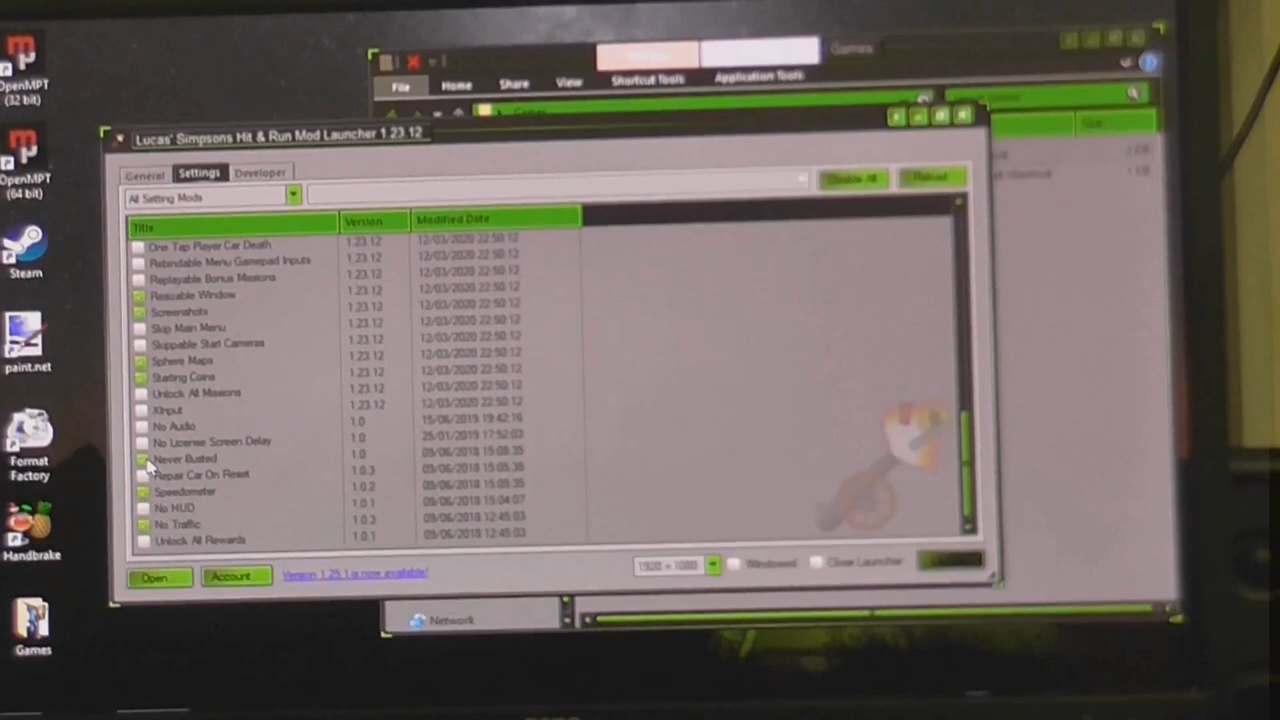 OpenMPT
(32 bit)
OpenMPT
(64 bit)
Steam
paint.net
Format
Factory
Handbrake
Games
Games
File
Home
Share
View
Shortcut Tools
Application Tools
Lucas' Simpsons Hit & Run Mod Launcher 1.23.12
General
Settings
Developer
All Setting Mods
Disable All
Reload
Title
Version
Modified Date
One Tap Player Car Death 1.23.12 12/03/2020 22:50:12
Rebindable Menu Gamepad Inputs 1.23.12 12/03/2020 22:50:12
Replayable Bonus Missions 1.23.12 12/03/2020 22:50:12
Resizable Window 1.23.12 12/03/2020 22:50:12
Screenshots 1.23.12 12/03/2020 22:50:12
Skip Main Menu 1.23.12 12/03/2020 22:50:12
Skippable Start Cameras 1.23.12 12/03/2020 22:50:12
Sphere Maps 1.23.12 12/03/2020 22:50:12
Starting Coins 1.23.12 12/03/2020 22:50:12
Unlock All Missions 1.23.12 12/03/2020 22:50:12
XInput 1.23.12 12/03/2020 22:50:12
No Audio 1.0 15/06/2019 19:42:16
No License Screen Delay 1.0 25/01/2019 17:52:03
Never Busted 1.0 09/06/2018 15:08:35
Repair Car On Reset 1.0.3 09/06/2018 15:05:35
Speedometer 1.0.2 09/06/2018 15:05:35
No HUD 1.0.1 09/06/2018 15:04:07
No Traffic 1.0.3 09/06/2018 12:45:03
Unlock All Rewards 1.0.1 09/06/2018 12:45:03
Open
Account
Version 1.25.1 is now available!
1920 × 1080
Windowed
Close Launcher
Network